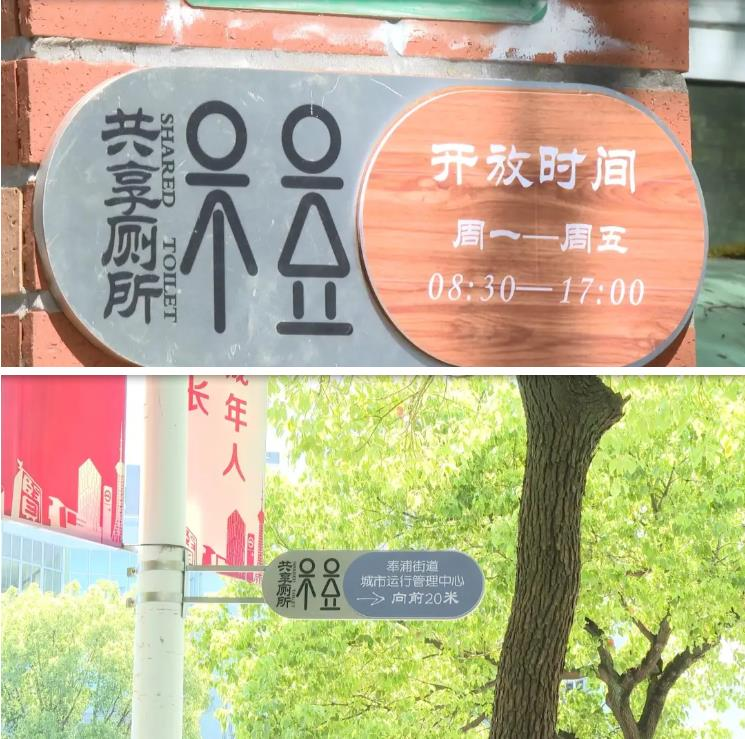 共享厕所
SHARED TOILET
开放时间
周一—周五
08:30—17:00
年人
长
共享厕所
奉浦街道
城市运行管理中心
→向前20米